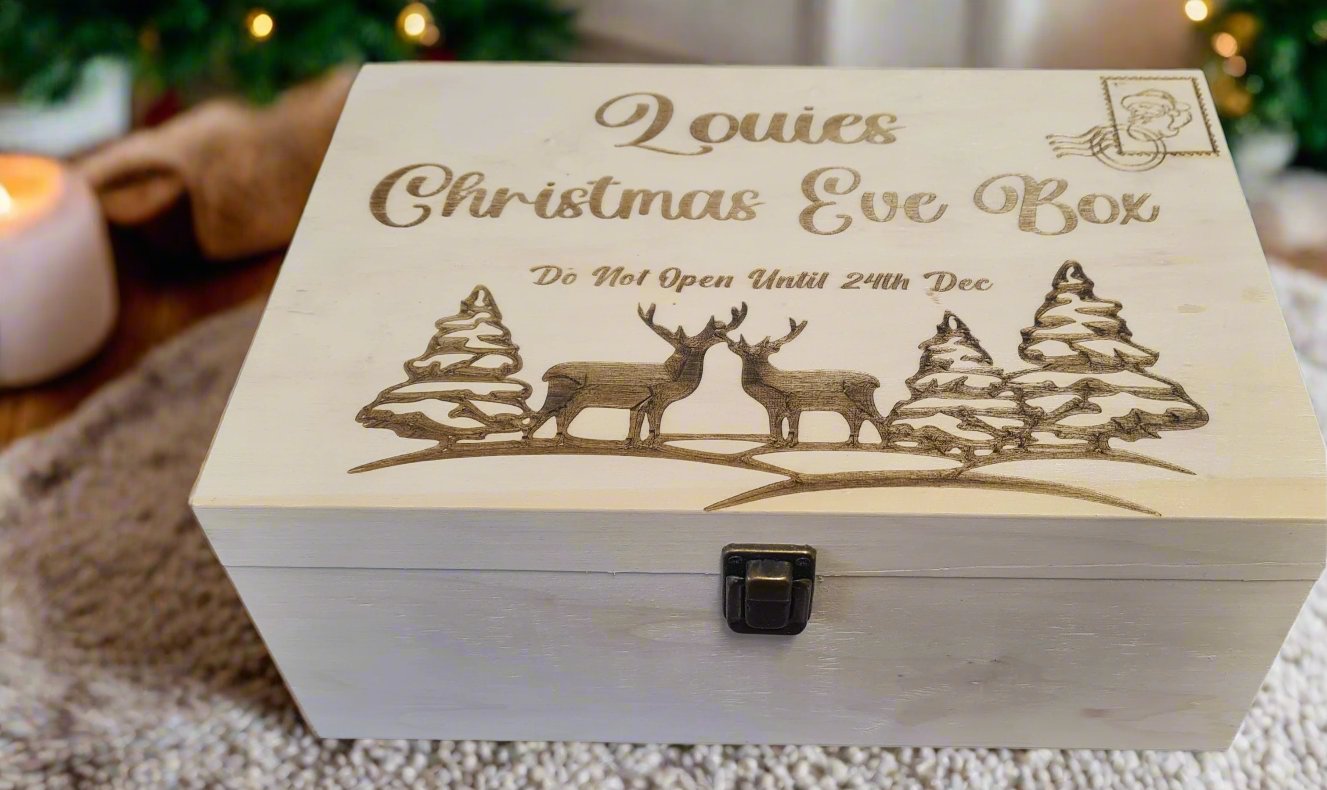 Louies
Christmas Eve Box
Do Not Open Until 24th Dec